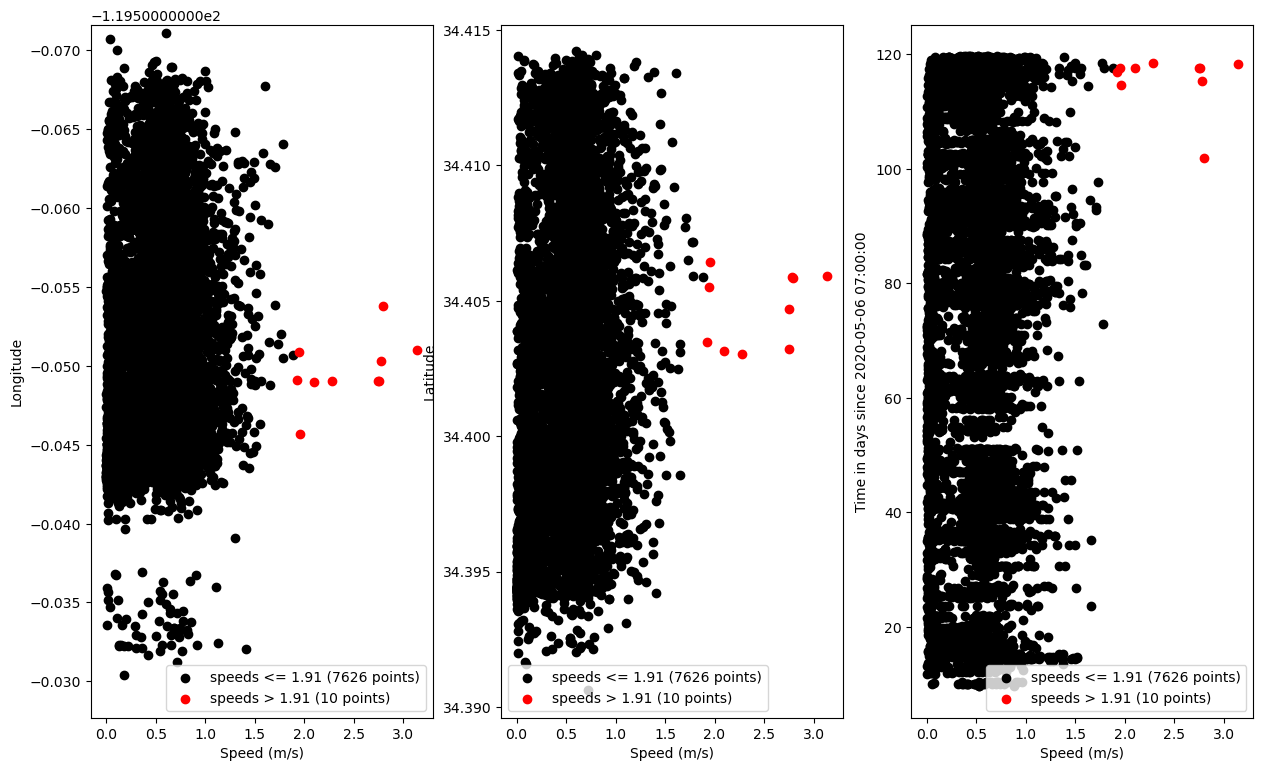 −1.1950000000e2
−0.070
−0.065
−0.060
−0.055
−0.050
−0.045
−0.040
−0.035
−0.030
Longitude
0.0 0.5 1.0 1.5 2.0 2.5 3.0
Speed (m/s)
speeds <= 1.91 (7626 points)
speeds > 1.91 (10 points)
34.415
34.410
34.405
34.400
34.395
34.390
Latitude
0.0 0.5 1.0 1.5 2.0 2.5 3.0
Speed (m/s)
speeds <= 1.91 (7626 points)
speeds > 1.91 (10 points)
120
100
80
60
40
20
Time in days since 2020-05-06 07:00:00
0.0 0.5 1.0 1.5 2.0 2.5 3.0
Speed (m/s)
speeds <= 1.91 (7626 points)
speeds > 1.91 (10 points)